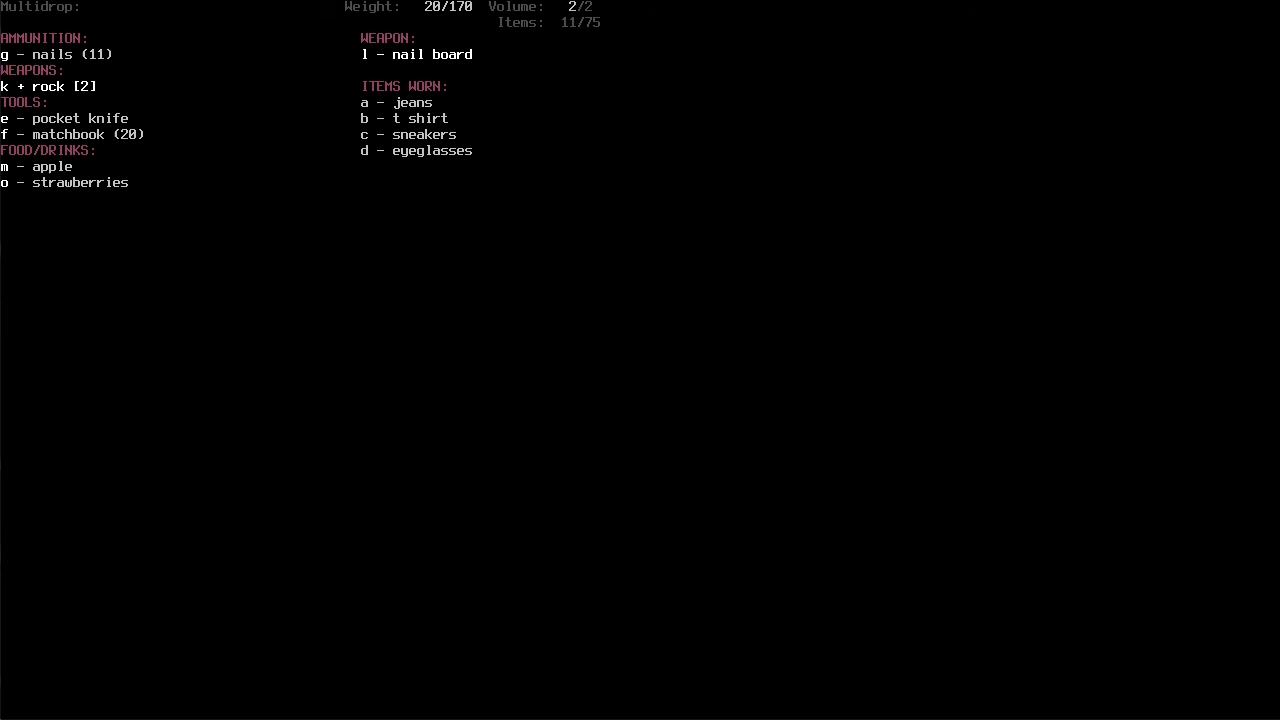 Multidrop: Weight: 20/170 Volume: 2/2
Items: 11/75
AMMUNITION: WEAPON:
g - nails (11) l - nail board
WEAPONS:
k + rock [2] ITEMS WORN:
TOOLS: a - jeans
e - pocket knife b - t shirt
f - matchbook (20) c - sneakers
FOOD/DRINKS: d - eyeglasses
m - apple
o - strawberries